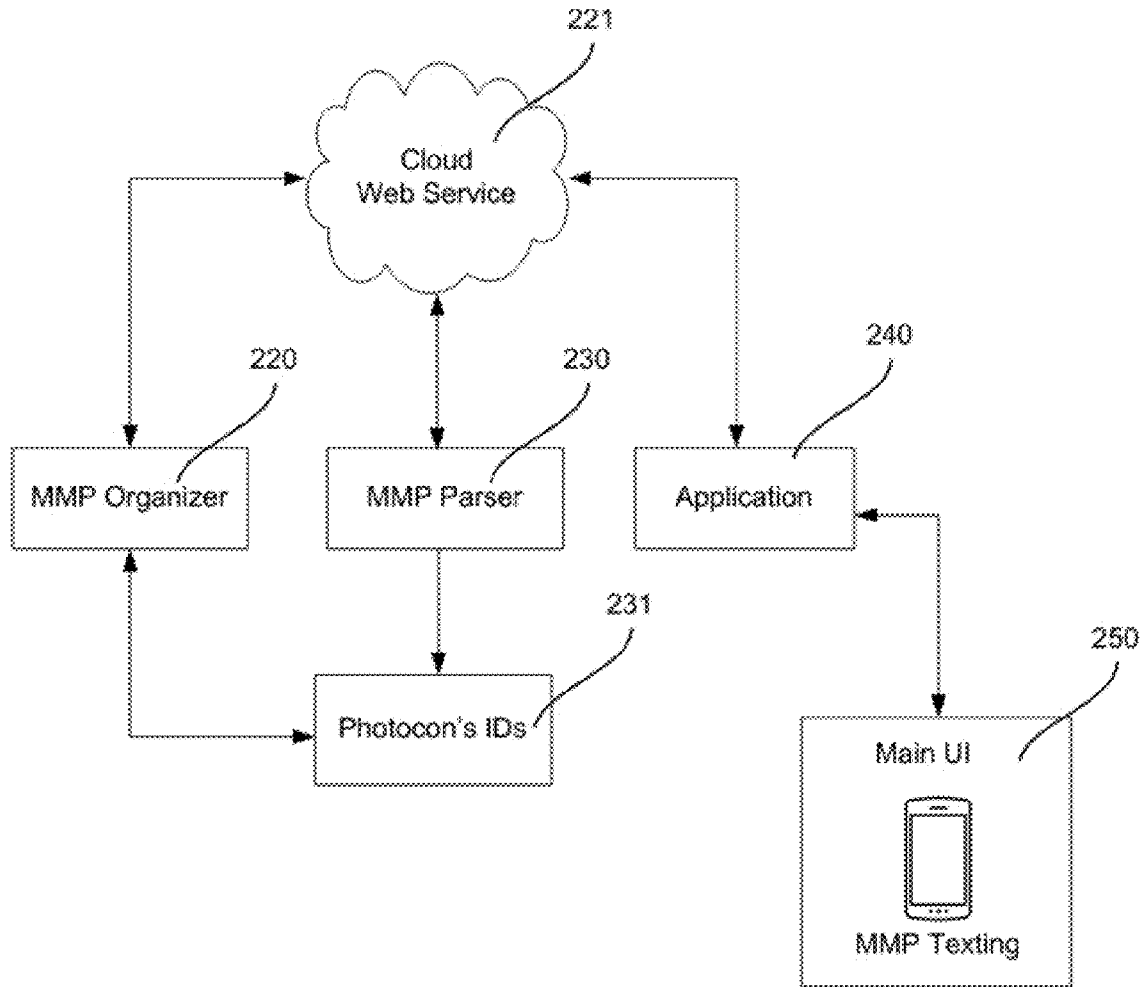 221
Cloud
Web Service
220
230
240
MMP Organizer
MMP Parser
Application
231
250
Photocon's IDs
Main UI
MMP Texting